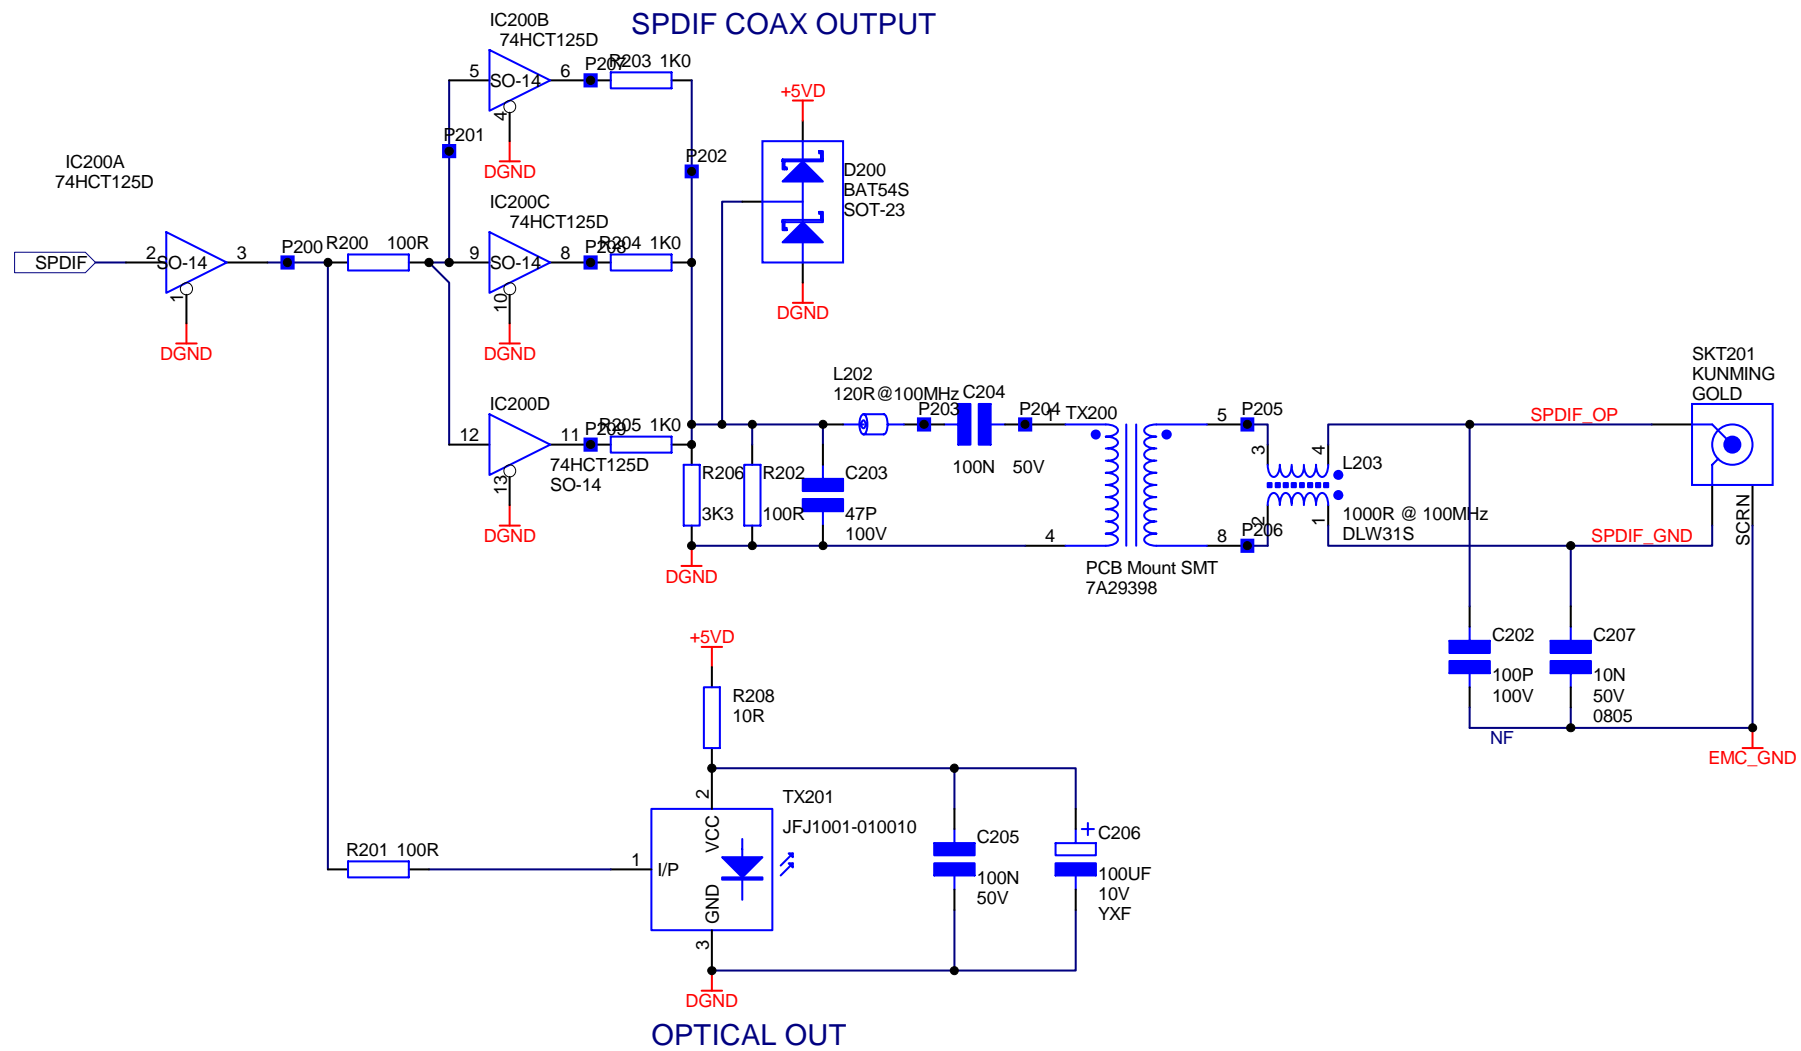 SPDIF COAX OUTPUT
IC200B
74HCT125D
5
SO-14
6
P207
R203 1K0
4
DGND
P201
P202
+5VD
D200
BAT54S
SOT-23
DGND
IC200A
74HCT125D
SPDIF
2
SO-14
3
1
DGND
P200
R200 100R
IC200C
74HCT125D
9
SO-14
8
P208
R204 1K0
10
DGND
IC200D
12
11
P209
R205 1K0
74HCT125D
SO-14
13
DGND
R206
3K3
R202
100R
C203
47P
100V
DGND
L202
120R@100MHz
P203
C204
100N 50V
P204
1
TX200
4
5
8
PCB Mount SMT
7A29398
P205
P206
3
4
2
1
L203
1000R @ 100MHz
DLW31S
SPDIF_OP
SPDIF_GND
SKT201
KUNMING
GOLD
SCRN
C202
100P
100V
NF
C207
10N
50V
0805
EMC_GND
+5VD
R208
10R
2
TX201
JFJ1001-010010
VCC
I/P
GND
1
3
R201 100R
C205
100N
50V
+
C206
100UF
10V
YXF
DGND
OPTICAL OUT